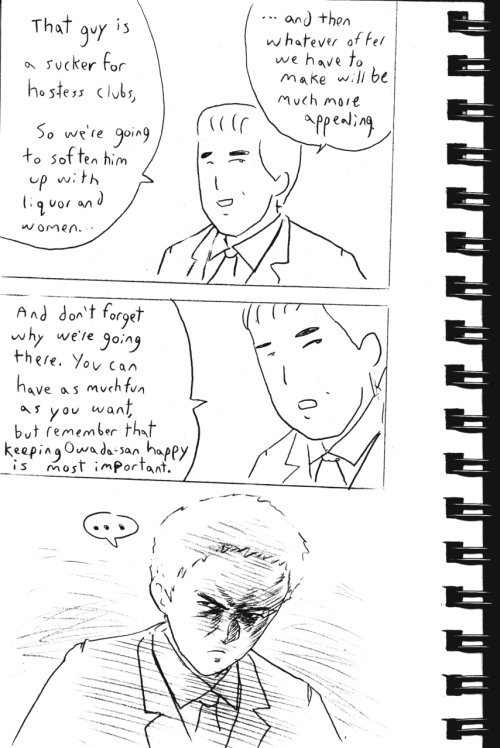 That guy is
a sucker for
hostess clubs,
So we're going
to soften him
up with
liquor and
women...
... and then
whatever offer
we have to
make will be
much more
appealing
And don't forget
why we're going
there. You can
have as much fun
as you want,
but remember that
keeping Owada-san happy
is most important.
...